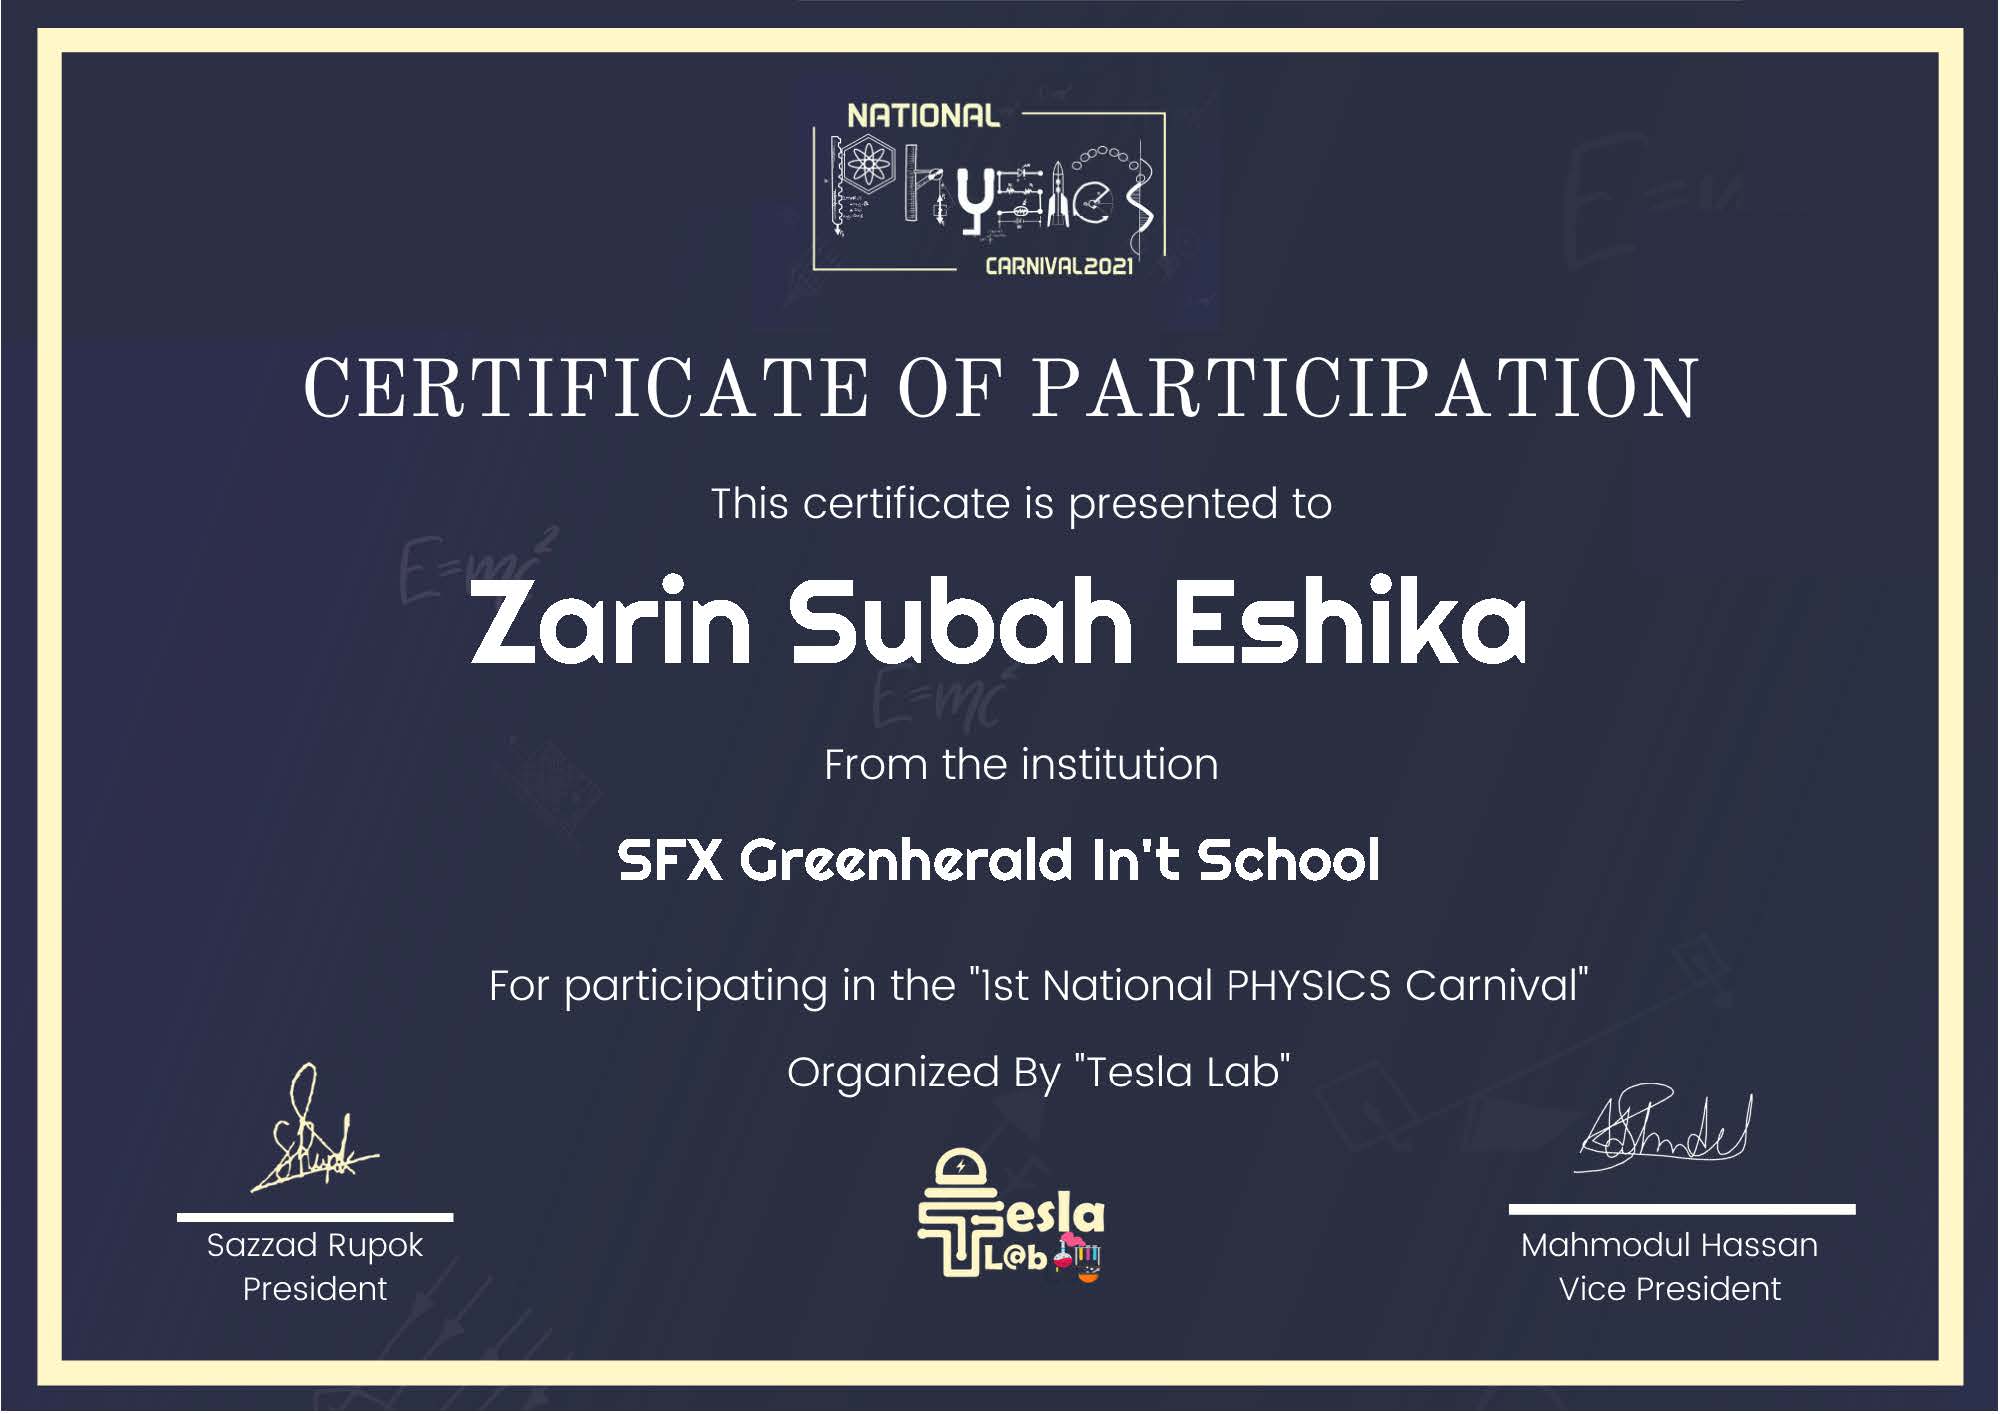 NATIONAL
Physics
CARNIVAL2021
CERTIFICATE OF PARTICIPATION
This certificate is presented to
E=mc²
Zarin Subah Eshika
E=mc²
From the institution
SFX Greenherald In't School
For participating in the "1st National PHYSICS Carnival"
Organized By "Tesla Lab"
Tesla
L@b
Sazzad Rupok
President
Mahmodul Hassan
Vice President